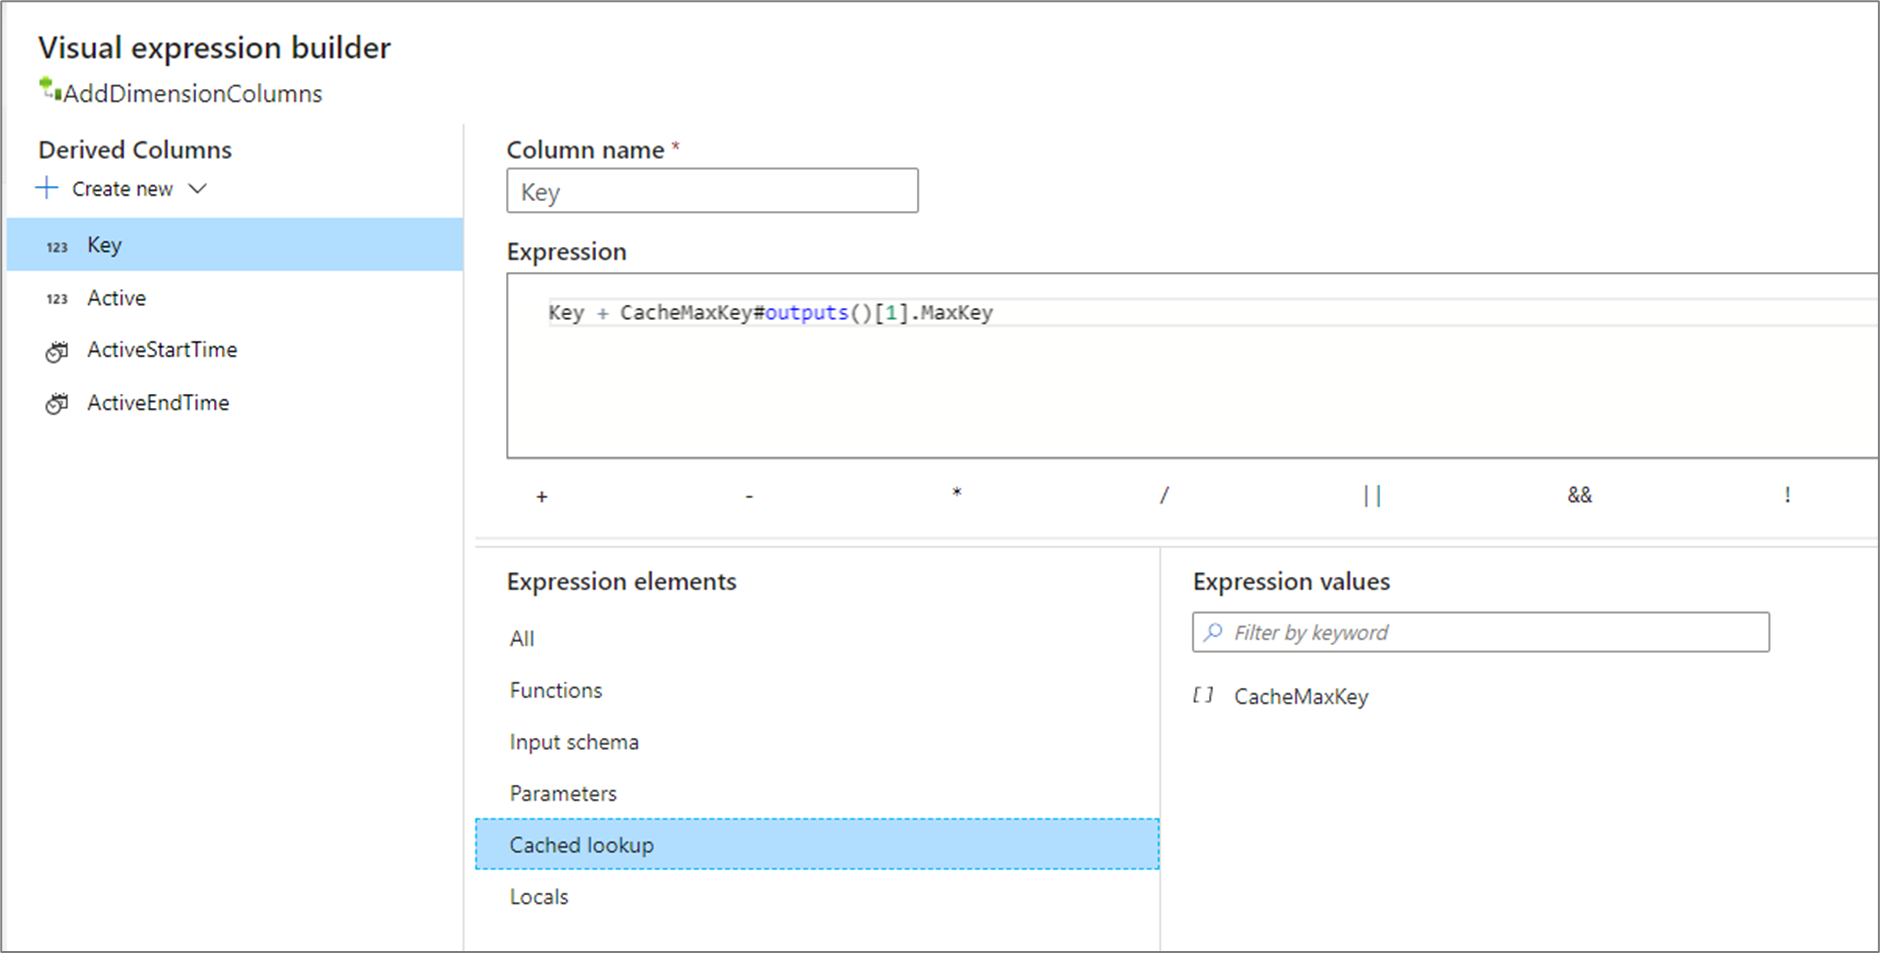 Visual expression builder
AddDimensionColumns
Derived Columns
Create new
123 Key
123 Active
ActiveStartTime
ActiveEndTime
Column name *
Key
Expression
Key + CacheMaxKey#outputs()[1].MaxKey
+ - * / || && !
Expression elements
All
Functions
Input schema
Parameters
Cached lookup
Locals
Expression values
Filter by keyword
[] CacheMaxKey